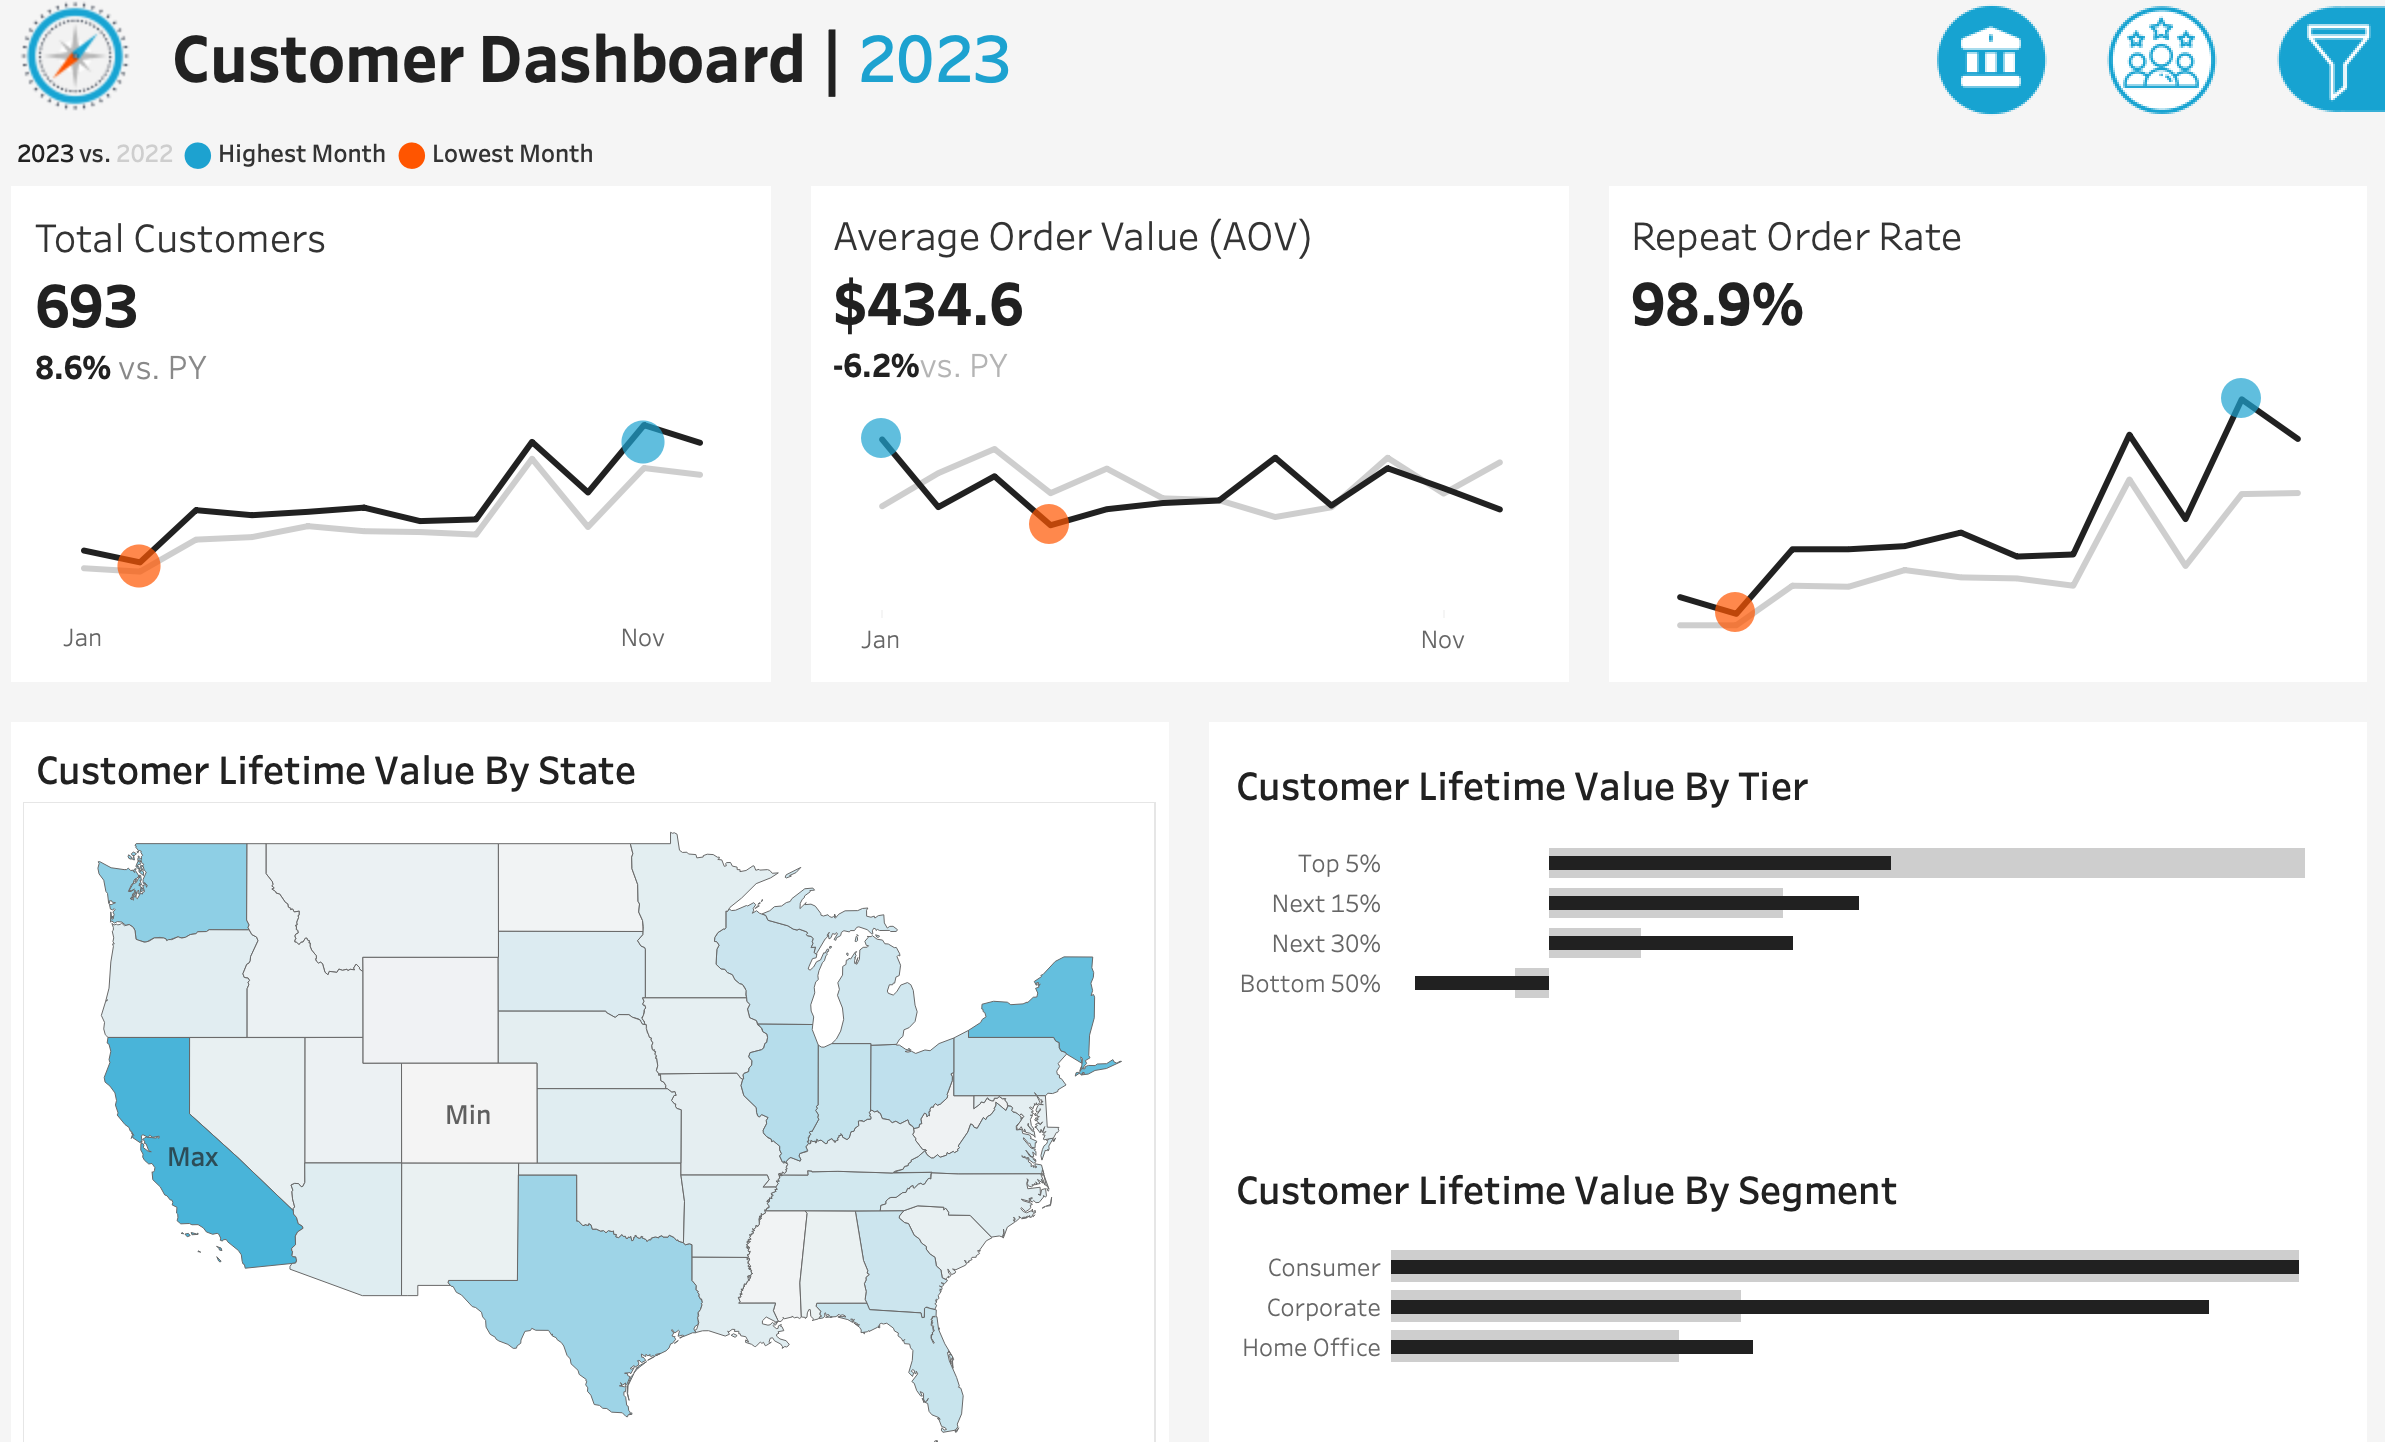 Customer Dashboard | 2023
2023 vs. 2022 Highest Month Lowest Month
Total Customers
693
8.6% vs. PY
Jan Nov
Average Order Value (AOV)
$434.6
-6.2%vs. PY
Jan Nov
Repeat Order Rate
98.9%
Customer Lifetime Value By State
Min
Max
Customer Lifetime Value By Tier
Top 5%
Next 15%
Next 30%
Bottom 50%
Customer Lifetime Value By Segment
Consumer
Corporate
Home Office